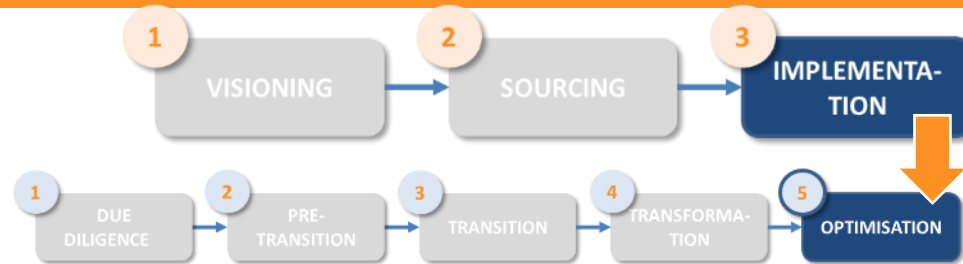 1
VISIONING
2
SOURCING
3
IMPLEMENTA-
TION
1
DUE
DILIGENCE
2
PRE-
TRANSITION
3
TRANSITION
4
TRANSFORMA-
TION
5
OPTIMISATION